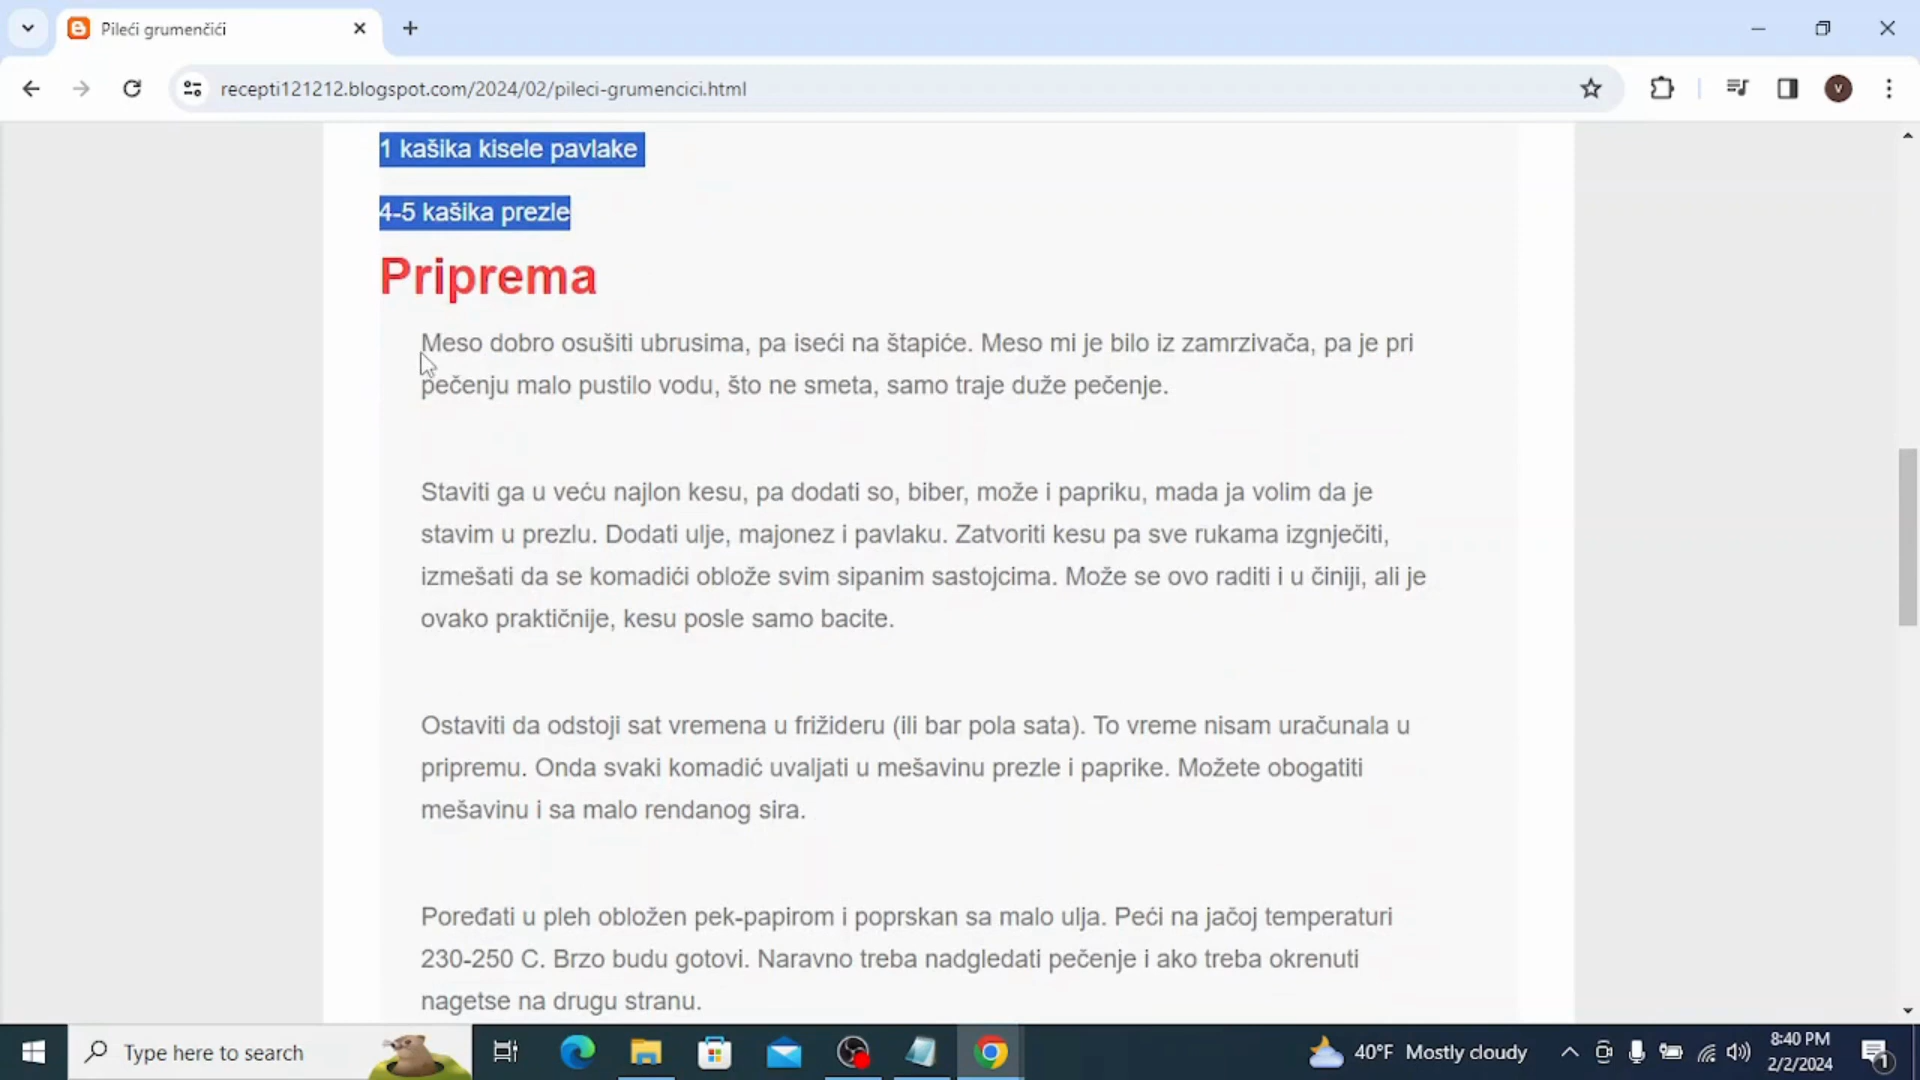 Pileći grumenčići
recepti121212.blogspot.com/2024/02/pileci-grumencici.html
V
1 kašika kisele pavlake
4-5 kašika prezle
Priprema
Meso dobro osušiti ubrusima, pa iseći na štapiće. Meso mi je bilo iz zamrzivača, pa je pri
pečenju malo pustilo vodu, što ne smeta, samo traje duže pečenje.
Staviti ga u veću najlon kesu, pa dodati so, biber, može i papriku, mada ja volim da je
stavim u prezlu. Dodati ulje, majonez i pavlaku. Zatvoriti kesu pa sve rukama izgnječiti,
izmešati da se komadići oblože svim sipanim sastojcima. Može se ovo raditi i u činiji, ali je
ovako praktičnije, kesu posle samo bacite.
Ostaviti da odstoji sat vremena u frižideru (ili bar pola sata). To vreme nisam uračunala u
pripremu. Onda svaki komadić uvaljati u mešavinu prezle i paprike. Možete obogatiti
mešavinu i sa malo rendanog sira.
Poređati u pleh obložen pek-papirom i poprskan sa malo ulja. Peći na jačoj temperaturi
230-250 C. Brzo budu gotovi. Naravno treba nadgledati pečenje i ako treba okrenuti
nagetse na drugu stranu.
Type here to search
40°F Mostly cloudy
8:40 PM
2/2/2024
1